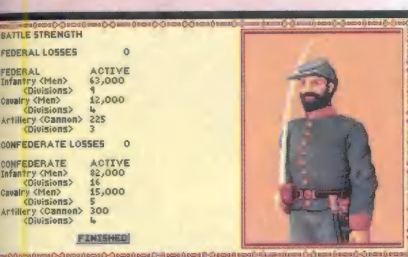 BATTLE STRENGTH
FEDERAL LOSSES 0
FEDERAL ACTIVE
Infantry <Men> 63,000
<Divisions> 9
Cavalry <Men> 12,000
<Divisions> 4
Artillery <Cannon> 225
<Divisions> 3
CONFEDERATE LOSSES 0
CONFEDERATE ACTIVE
Infantry <Men> 82,000
<Divisions> 16
Cavalry <Men> 15,000
<Divisions> 5
Artillery <Cannon> 300
<Divisions> 4
FINISHED